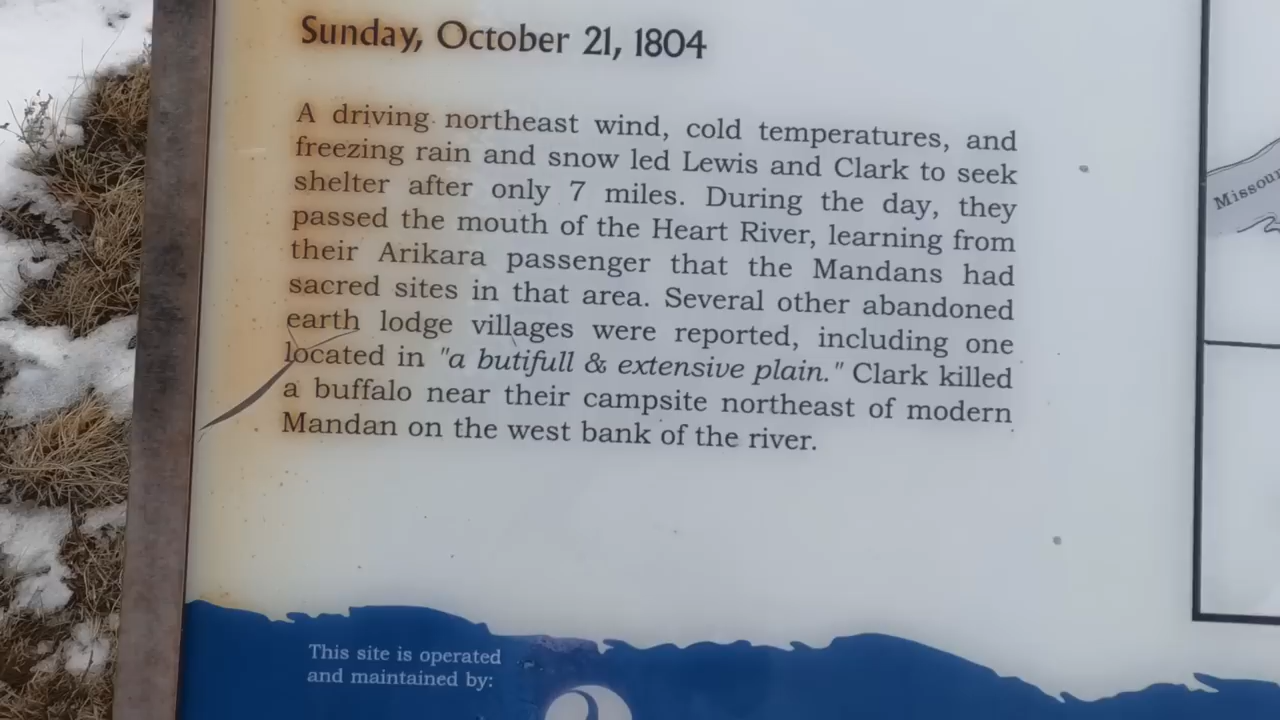 Sunday, October 21, 1804
A driving northeast wind, cold temperatures, and
freezing rain and snow led Lewis and Clark to seek
shelter after only 7 miles. During the day, they
passed the mouth of the Heart River, learning from
their Arikara passenger that the Mandans had
sacred sites in that area. Several other abandoned
earth lodge villages were reported, including one
located in "a butifull & extensive plain." Clark killed
a buffalo near their campsite northeast of modern
Mandan on the west bank of the river.
This site is operated
and maintained by: